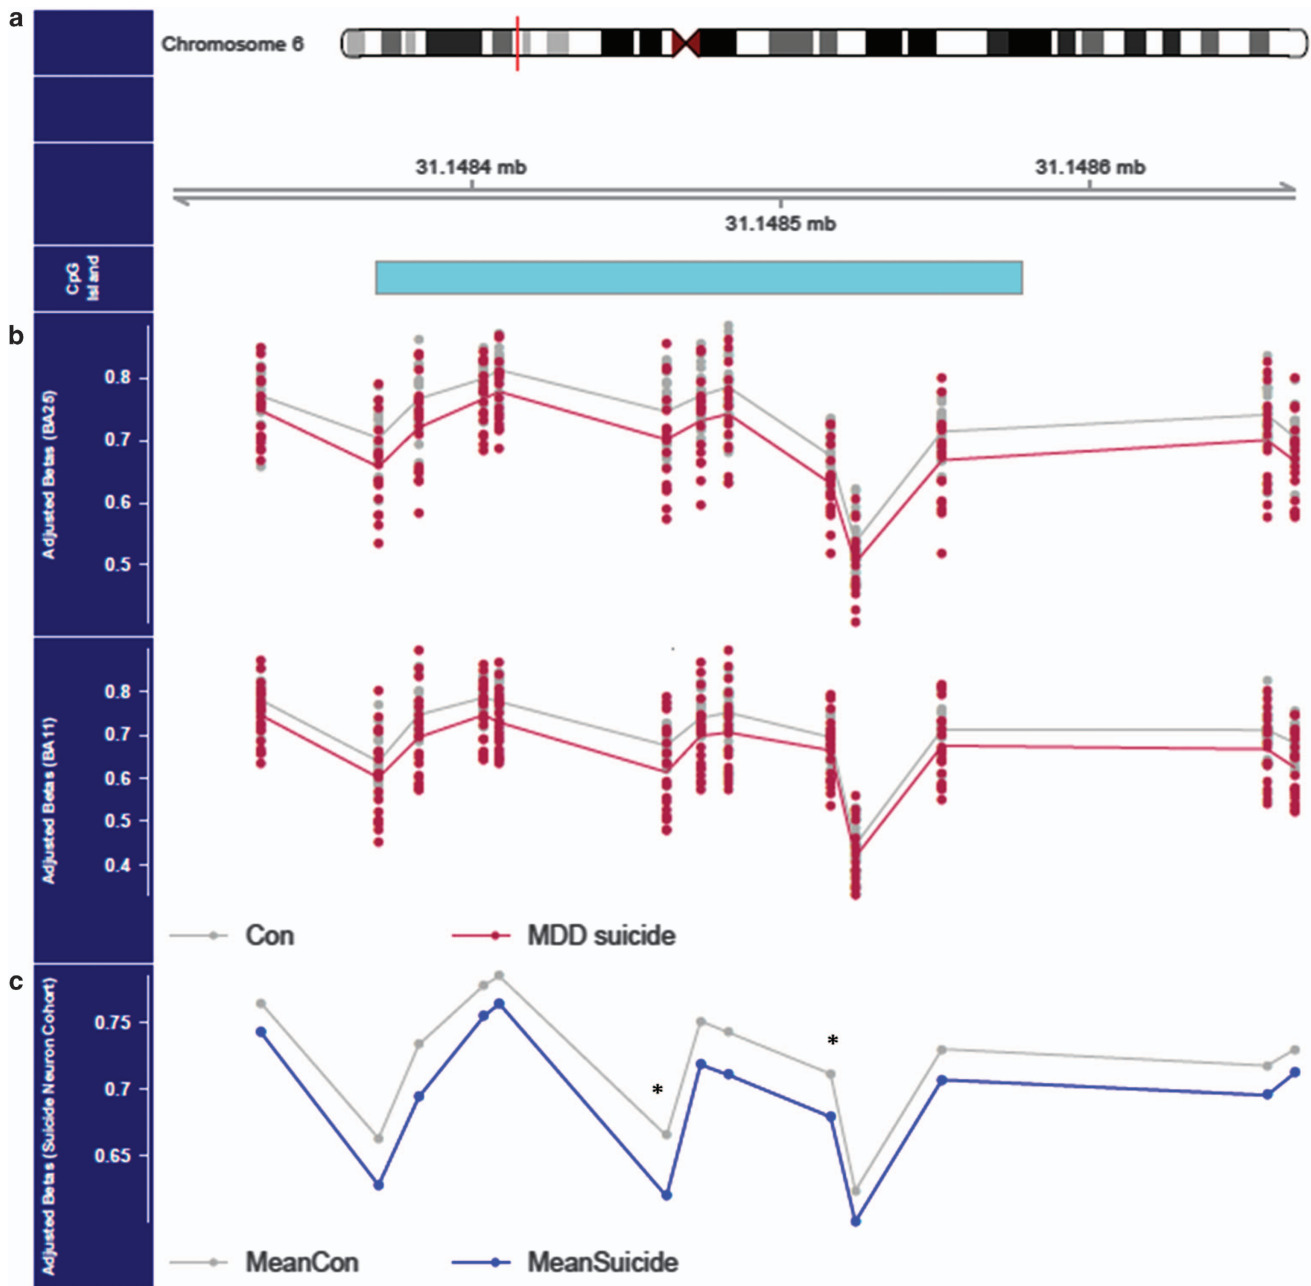 a
Chromosome 6
31.1484 mb
31.1486 mb
31.1485 mb
CpG
Island
b
Adjusted Betas (BA25)
0.8
0.7
0.6
0.5
Adjusted Betas (BA 11)
0.8
0.7
0.6
0.5
0.4
Con
MDD suicide
c
Adjusted Betas (Suicide Neuron Cohort)
0.75
0.7
0.65
*
*
MeanCon
MeanSuicide